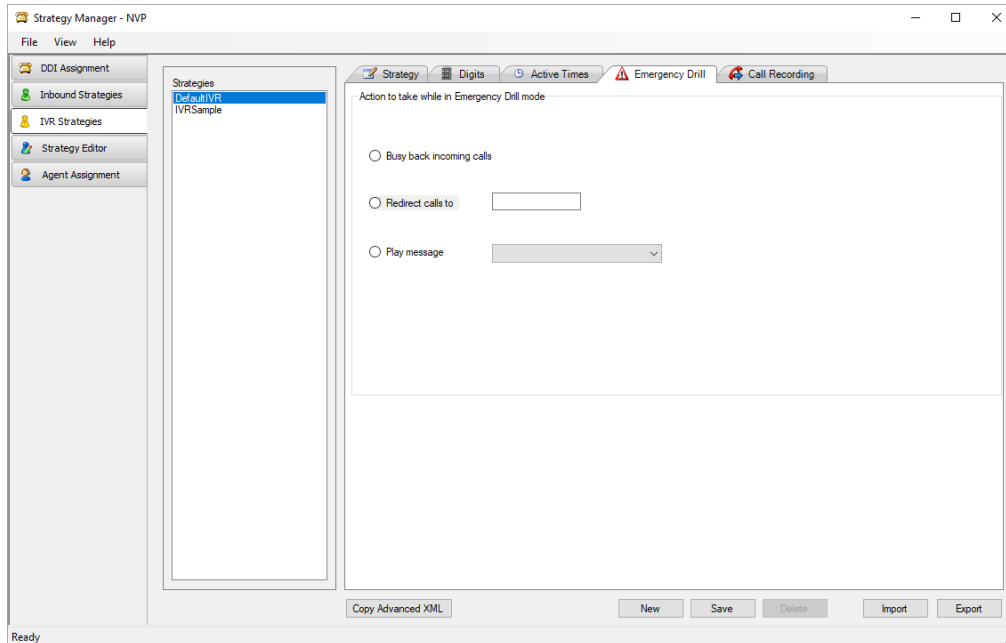 Strategy Manager - NVP
File View Help
DDI Assignment
Inbound Strategies
IVR Strategies
Strategy Editor
Agent Assignment
Strategies
DefaultIVR
IVRSample
Strategy Digits Active Times Emergency Drill Call Recording
Action to take while in Emergency Drill mode
Busy back incoming calls
Redirect calls to
Play message
Copy Advanced XML New Save Delete Import Export
Ready